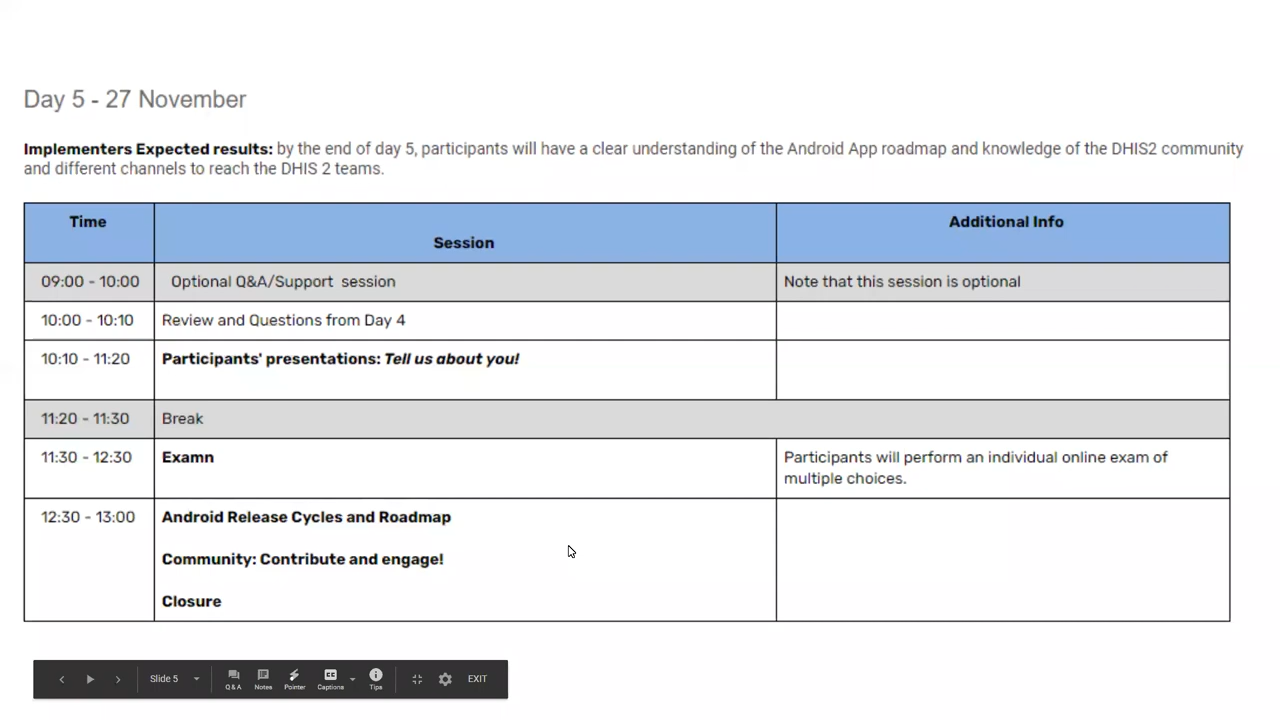 Day 5 - 27 November
Implementers Expected results: by the end of day 5, participants will have a clear understanding of the Android App roadmap and knowledge of the DHIS2 community
and different channels to reach the DHIS 2 teams.
Time
Session
Additional Info
09:00 - 10:00
Optional Q&A/Support session
Note that this session is optional
10:00 - 10:10
Review and Questions from Day 4
10:10 - 11:20
Participants' presentations: Tell us about you!
11:20 - 11:30
Break
11:30 - 12:30
Examn
Participants will perform an individual online exam of
multiple choices.
12:30 - 13:00
Android Release Cycles and Roadmap
Community: Contribute and engage!
Closure
Slide 5
Q&A
Notes
Pointer
CC
Captions
Tips
EXIT